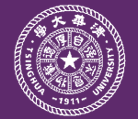 清華大學
TSINGHUA UNIVERSITY
–1911–